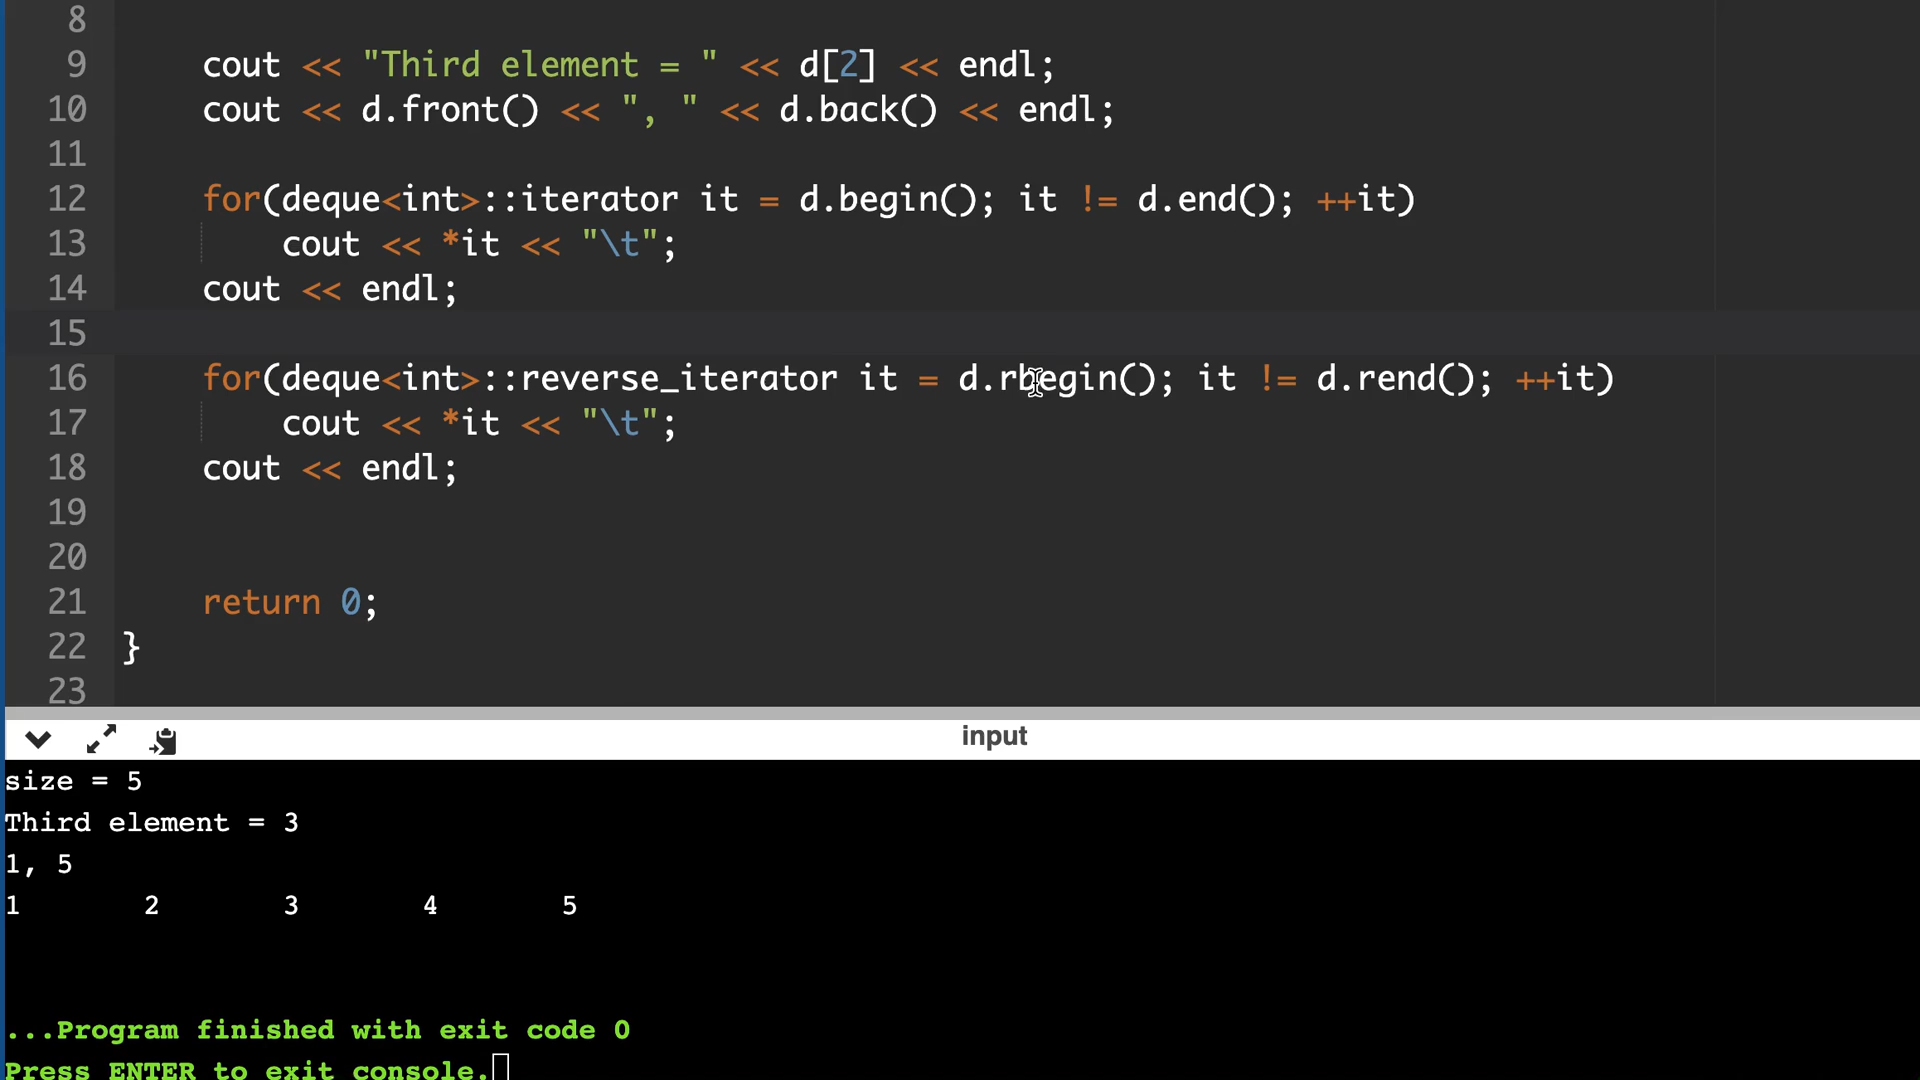 8
9 cout << "Third element = " << d[2] << endl;
10 cout << d.front() << ", " << d.back() << endl;
11
12 for(deque<int>::iterator it = d.begin(); it != d.end(); ++it)
13 cout << *it << "\t";
14 cout << endl;
15
16 for(deque<int>::reverse_iterator it = d.rbegin(); it != d.rend(); ++it)
17 cout << *it << "\t";
18 cout << endl;
19
20
21 return 0;
22 }
23
input
size = 5
Third element = 3
1, 5
1 2 3 4 5
...Program finished with exit code 0
Press ENTER to exit console.